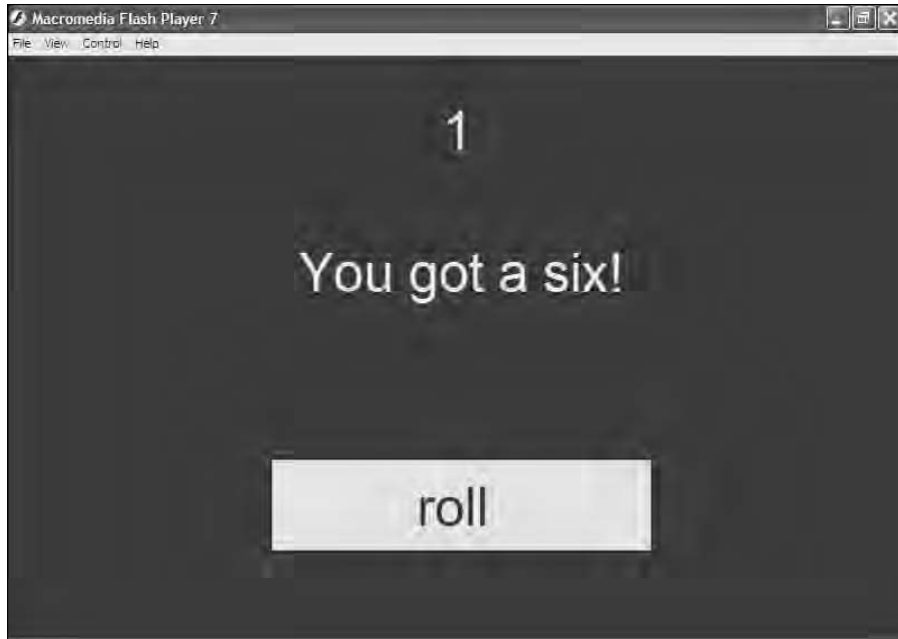 Macromedia Flash Player 7
File View Control Help
1
You got a six!
roll